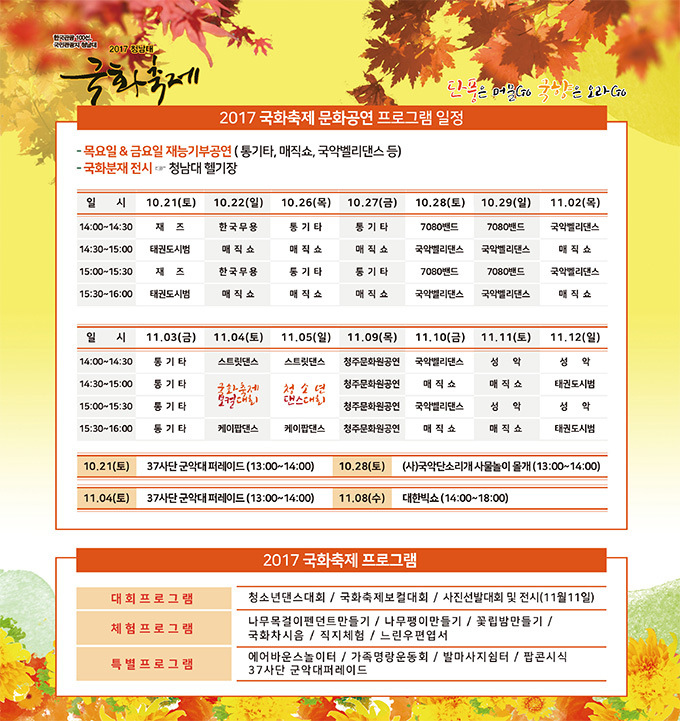 한국관광 100선,
국민관광지 청남대
2017 청남대
국화축제
단풍은 머물Go 국향은 오라Go
2017 국화축제 문화공연 프로그램 일정
- 목요일 & 금요일 재능기부공연 ( 통기타, 매직쇼, 국악벨리댄스 등)
- 국화분재 전시 ☞ 청남대 헬기장
일 시 10.21(토) 10.22(일) 10.26(목) 10.27(금) 10.28(토) 10.29(일) 11.02(목)
14:00~14:30 재 즈 한국무용 통 기 타 통 기 타 7080밴드 7080밴드 국악벨리댄스
14:30~15:00 태권도시범 매 직 쇼 매 직 쇼 매 직 쇼 국악벨리댄스 국악벨리댄스 매 직 쇼
15:00~15:30 재 즈 한국무용 통 기 타 통 기 타 7080밴드 7080밴드 국악벨리댄스
15:30~16:00 태권도시범 매 직 쇼 매 직 쇼 매 직 쇼 국악벨리댄스 국악벨리댄스 매 직 쇼
일 시 11.03(금) 11.04(토) 11.05(일) 11.09(목) 11.10(금) 11.11(토) 11.12(일)
14:00~14:30 통 기 타 스트릿댄스 스트릿댄스 청주문화원공연 국악벨리댄스 성 악 성 악
14:30~15:00 통 기 타 국화축제 보컬대회 청소년 댄스대회 청주문화원공연 매 직 쇼 매 직 쇼 태권도시범
15:00~15:30 통 기 타 청주문화원공연 국악벨리댄스 성 악 성 악
15:30~16:00 통 기 타 케이팝댄스 케이팝댄스 청주문화원공연 매 직 쇼 매 직 쇼 태권도시범
10.21(토) 37사단 군악대 퍼레이드 (13:00~14:00) 10.28(토) (사)국악단소리개 사물놀이 몰개 (13:00~14:00)
11.04(토) 37사단 군악대 퍼레이드 (13:00~14:00) 11.08(수) 대한빅쇼 (14:00~18:00)
2017 국화축제 프로그램
대회프로그램 청소년댄스대회 / 국화축제보컬대회 / 사진선발대회 및 전시(11월11일)
체험프로그램 나무목걸이펜던트만들기 / 나무팽이만들기 / 꽃립밤만들기 /
국화차시음 / 직지체험 / 느린우편엽서
특별프로그램 에어바운스놀이터 / 가족명랑운동회 / 발마사지쉼터 / 팝콘시식
37사단 군악대퍼레이드